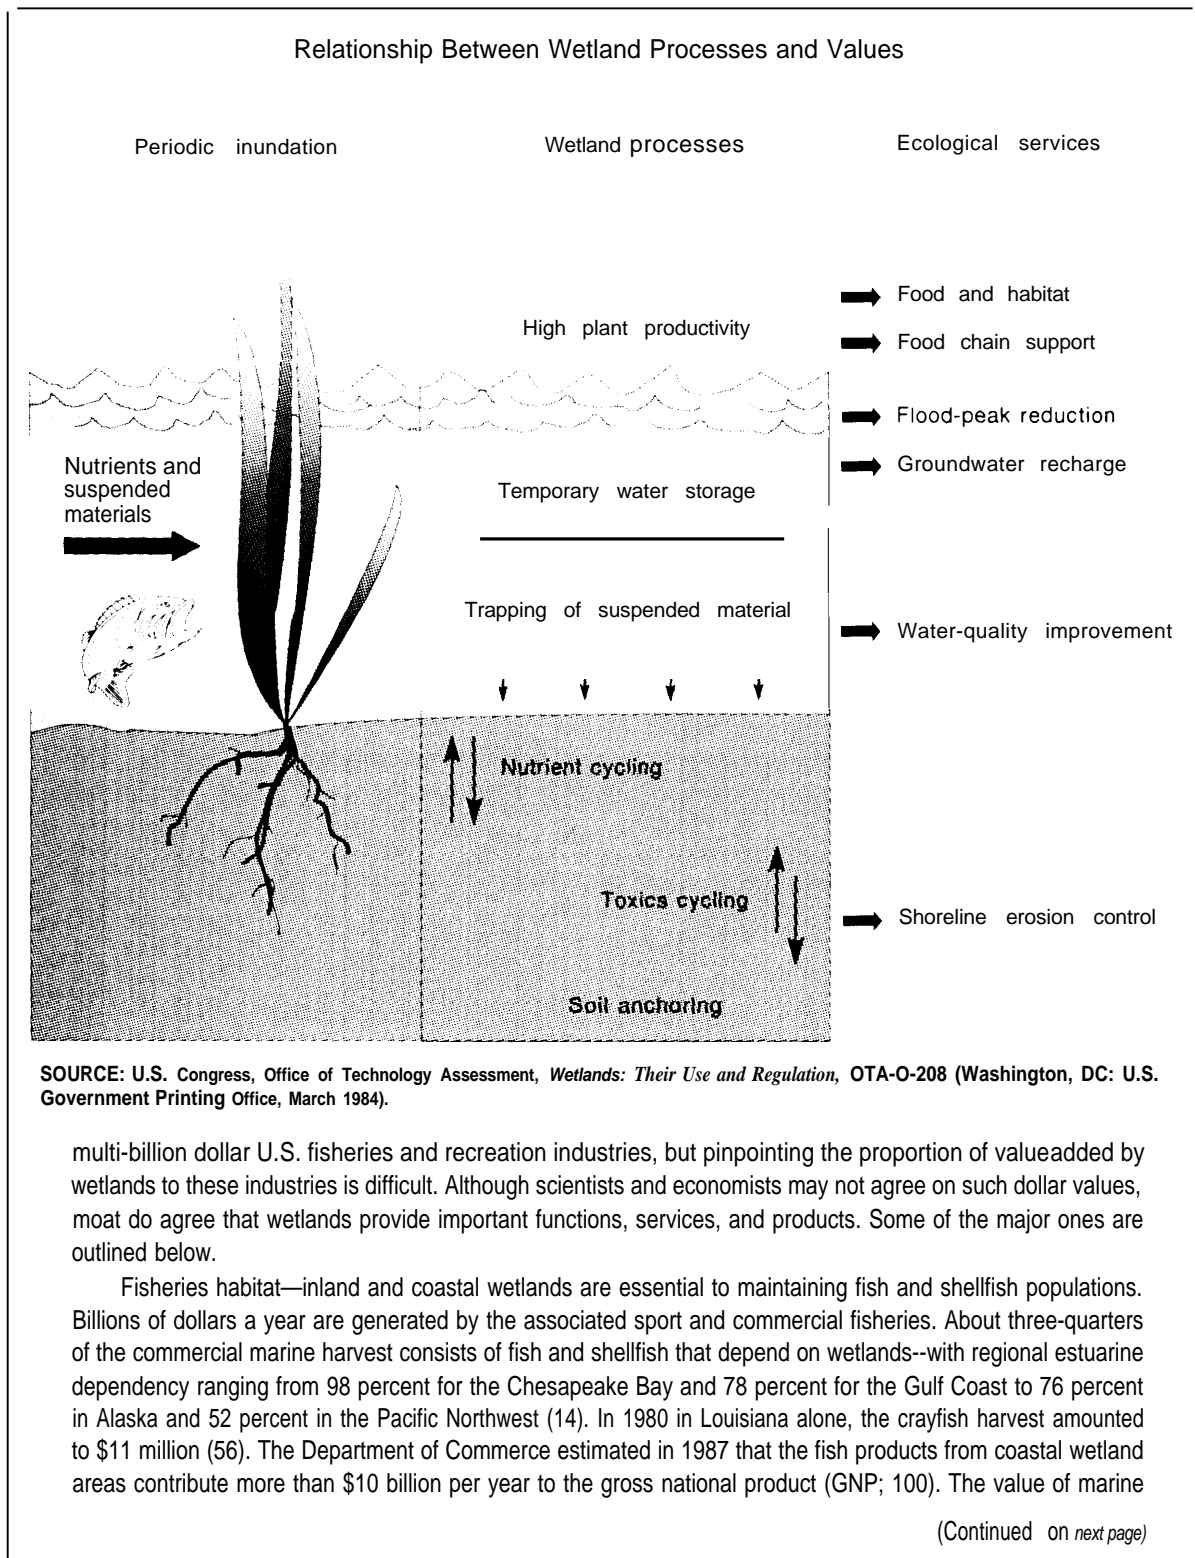 Relationship Between Wetland Processes and Values
Periodic inundation
Wetland processes
Ecological services
High plant productivity
Food and habitat
Food chain support
Flood-peak reduction
Groundwater recharge
Nutrients and
suspended
materials
Temporary water storage
Trapping of suspended material
Water-quality improvement
Nutrient cycling
Toxics cycling
Shoreline erosion control
Soil anchoring
SOURCE: U.S. Congress, Office of Technology Assessment, Wetlands: Their Use and Regulation, OTA-O-208 (Washington, DC: U.S.
Government Printing Office, March 1984).
multi-billion dollar U.S. fisheries and recreation industries, but pinpointing the proportion of valueadded by
wetlands to these industries is difficult. Although scientists and economists may not agree on such dollar values,
moat do agree that wetlands provide important functions, services, and products. Some of the major ones are
outlined below.
Fisheries habitat—inland and coastal wetlands are essential to maintaining fish and shellfish populations.
Billions of dollars a year are generated by the associated sport and commercial fisheries. About three-quarters
of the commercial marine harvest consists of fish and shellfish that depend on wetlands--with regional estuarine
dependency ranging from 98 percent for the Chesapeake Bay and 78 percent for the Gulf Coast to 76 percent
in Alaska and 52 percent in the Pacific Northwest (14). In 1980 in Louisiana alone, the crayfish harvest amounted
to $11 million (56). The Department of Commerce estimated in 1987 that the fish products from coastal wetland
areas contribute more than $10 billion per year to the gross national product (GNP; 100). The value of marine
(Continued on next page)